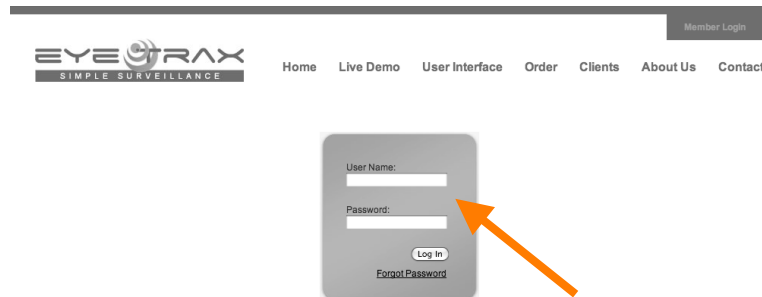 Member Login
EYETRAX
SIMPLE SURVEILLANCE
Home Live Demo User Interface Order Clients About Us Contact
User Name:
Password:
Log In
Forgot Password